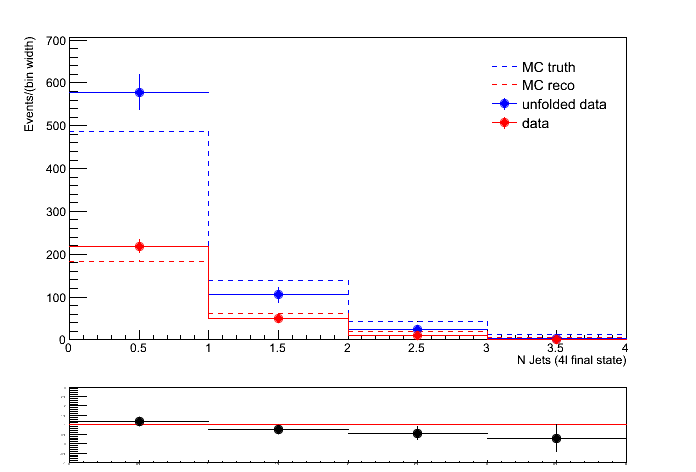 Events/(bin width)
700
600
500
400
300
200
100
0
MC truth
MC reco
unfolded data
data
0 0.5 1 1.5 2 2.5 3 3.5 4
N Jets (4l final state)